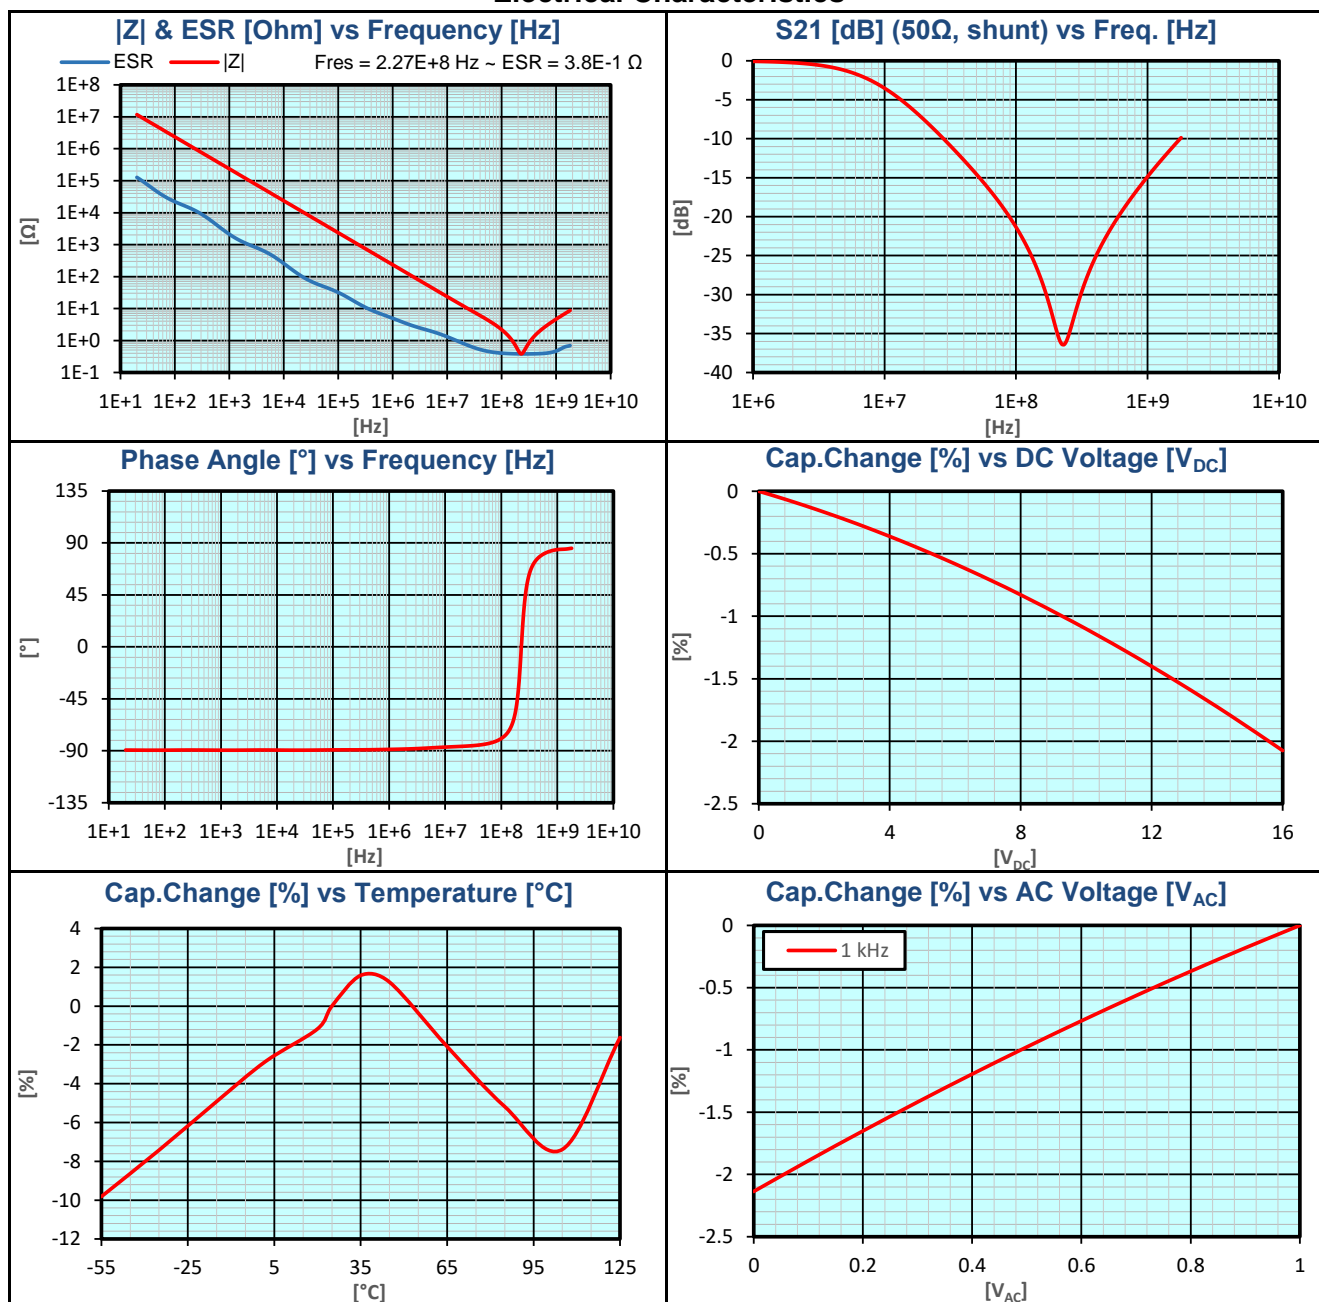 |Z| & ESR [Ohm] vs Frequency [Hz]
ESR |Z| Fres = 2.27E+8 Hz ~ ESR = 3.8E-1 Ω
1E+8
1E+7
1E+6
1E+5
1E+4
1E+3
1E+2
1E+1
1E+0
1E-1
[Ω]
1E+1 1E+2 1E+3 1E+4 1E+5 1E+6 1E+7 1E+8 1E+9 1E+10
[Hz]
S21 [dB] (50Ω, shunt) vs Freq. [Hz]
0
-5
-10
-15
-20
-25
-30
-35
-40
[dB]
1E+6 1E+7 1E+8 1E+9 1E+10
[Hz]
Phase Angle [°] vs Frequency [Hz]
135
90
45
0
-45
-90
-135
[°]
1E+1 1E+2 1E+3 1E+4 1E+5 1E+6 1E+7 1E+8 1E+9 1E+10
[Hz]
Cap.Change [%] vs DC Voltage [VDC]
0
-0.5
-1
-1.5
-2
-2.5
[%]
0 4 8 12 16
[VDC]
Cap.Change [%] vs Temperature [°C]
4
2
0
-2
-4
-6
-8
-10
-12
[%]
-55 -25 5 35 65 95 125
[°C]
Cap.Change [%] vs AC Voltage [VAC]
1 kHz
0
-0.5
-1
-1.5
-2
-2.5
[%]
0 0.2 0.4 0.6 0.8 1
[VAC]